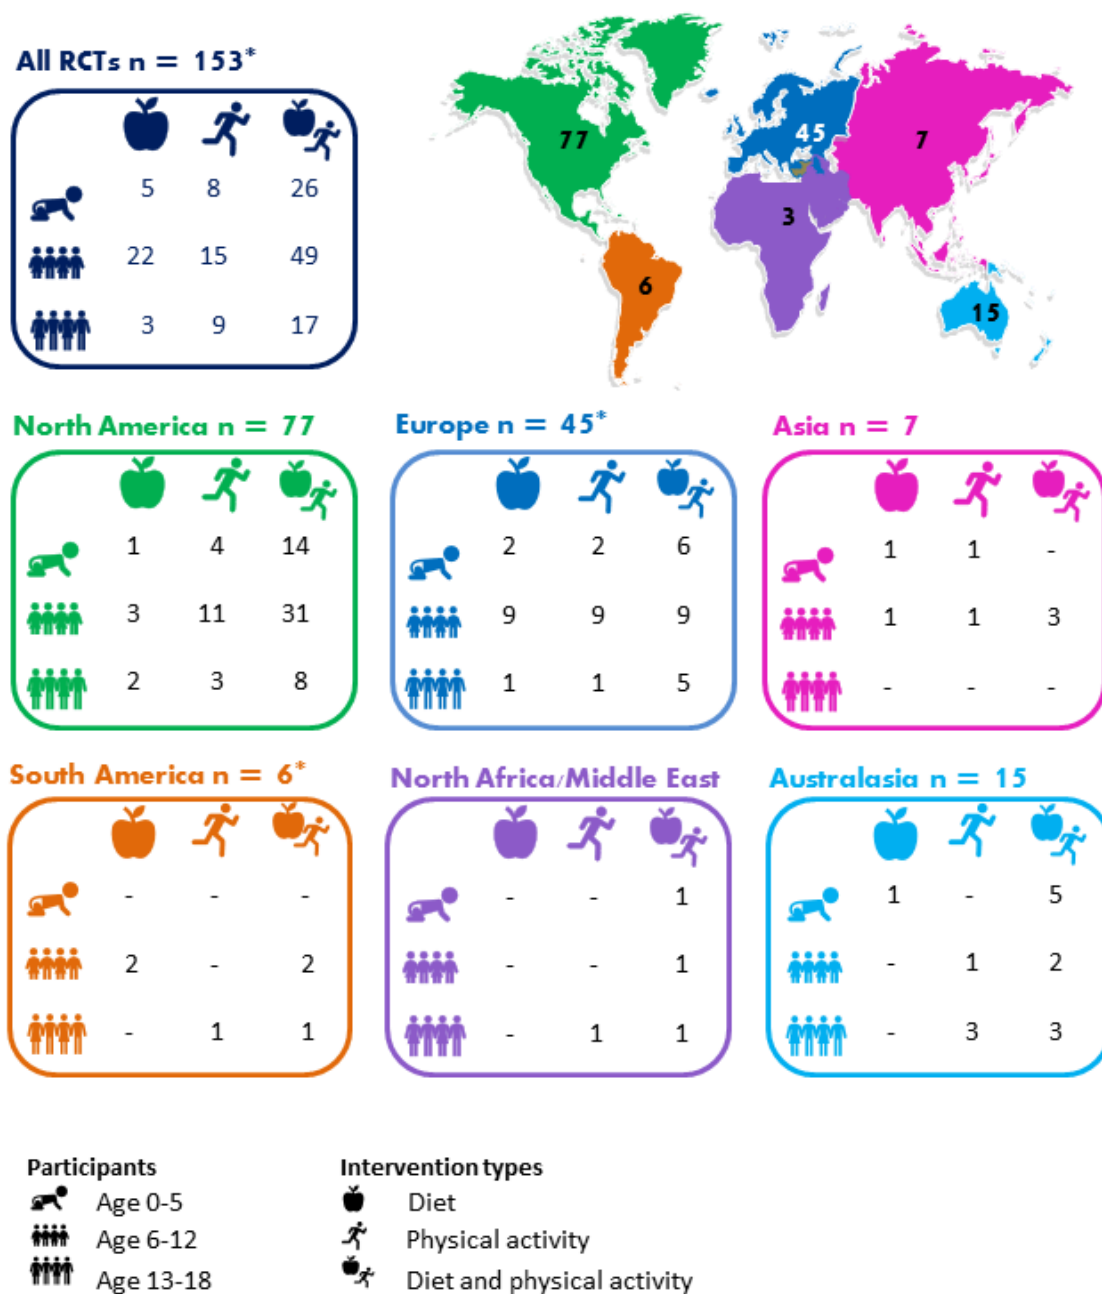 All RCTs n = 153*
5 8 26
22 15 49
3 9 17
77
45
7
3
6
15
North America n = 77
1 4 14
3 11 31
2 3 8
Europe n = 45*
2 2 6
9 9 9
1 1 5
Asia n = 7
1 1 -
1 1 3
- - -
South America n = 6*
- - -
2 - 2
- 1 1
North Africa/Middle East
- - 1
- - 1
- 1 1
Australasia n = 15
1 - 5
- 1 2
- 3 3
Participants
Age 0-5
Age 6-12
Age 13-18
Intervention types
Diet
Physical activity
Diet and physical activity